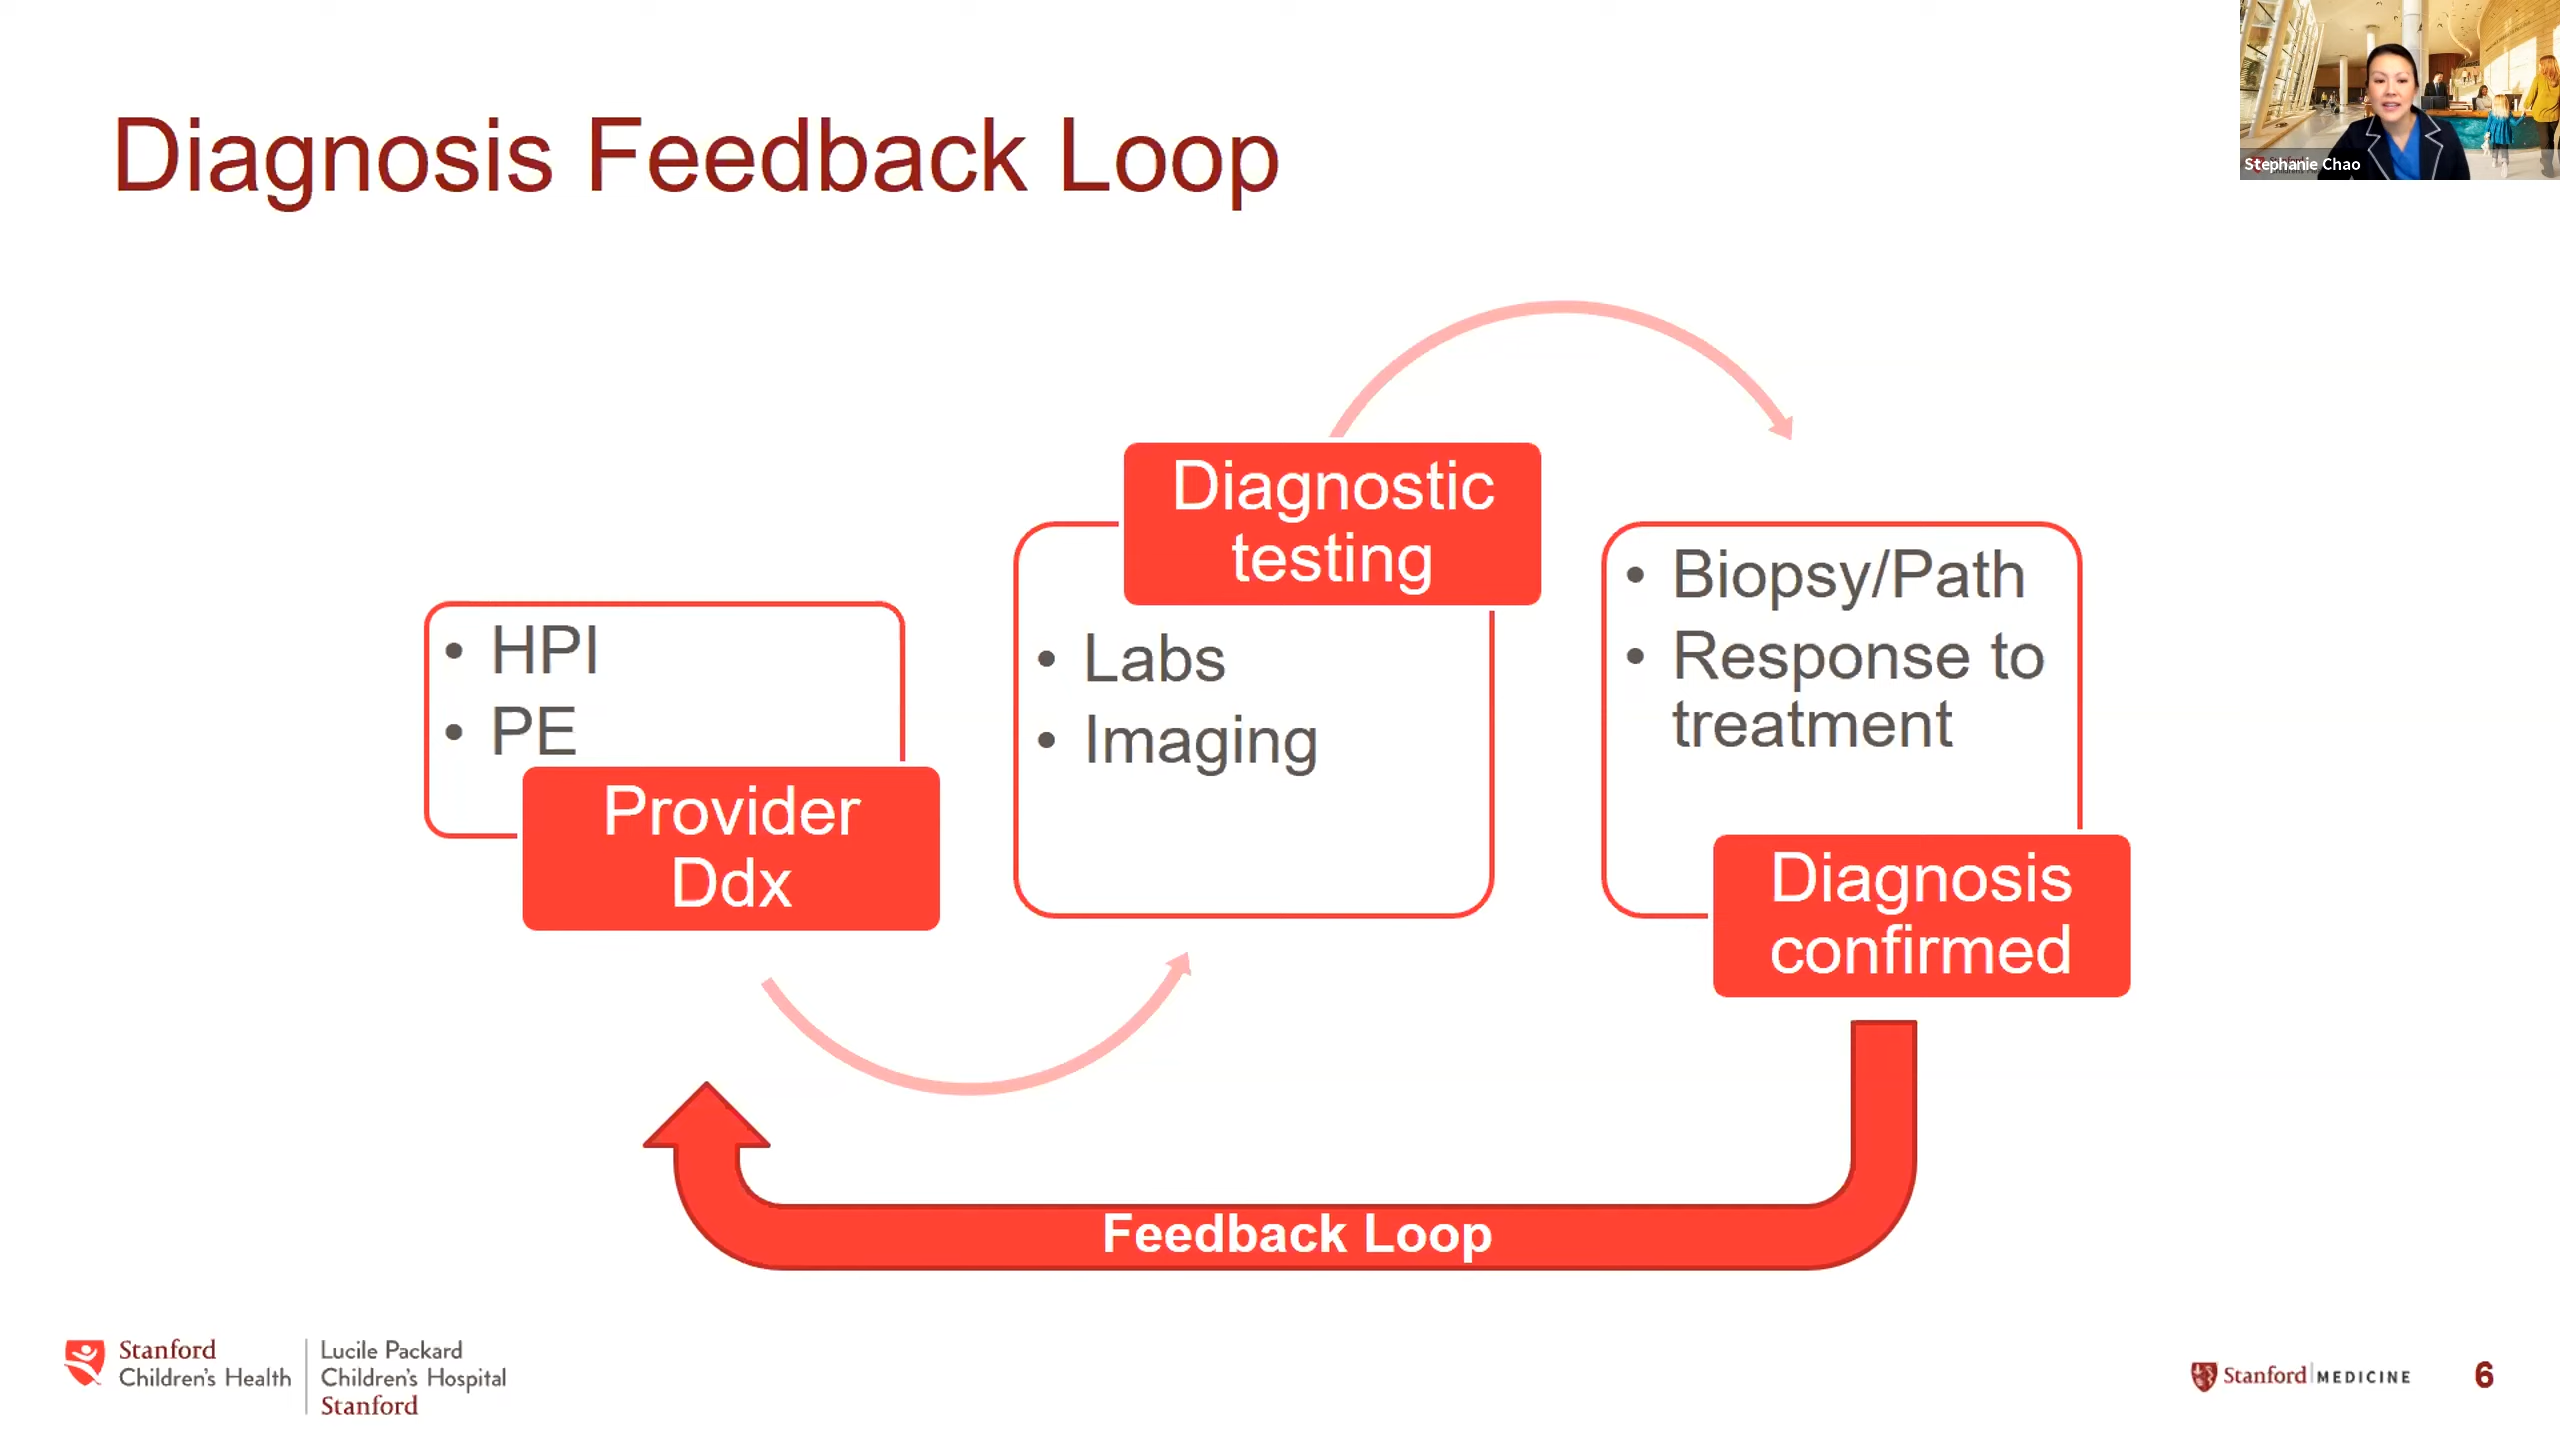 Diagnosis Feedback Loop
Stephanie Chao
• HPI
• PE
Provider
Ddx
Diagnostic
testing
• Labs
• Imaging
• Biopsy/Path
• Response to
treatment
Diagnosis
confirmed
Feedback Loop
Stanford
Children's Health
Lucile Packard
Children's Hospital
Stanford
Stanford MEDICINE
6